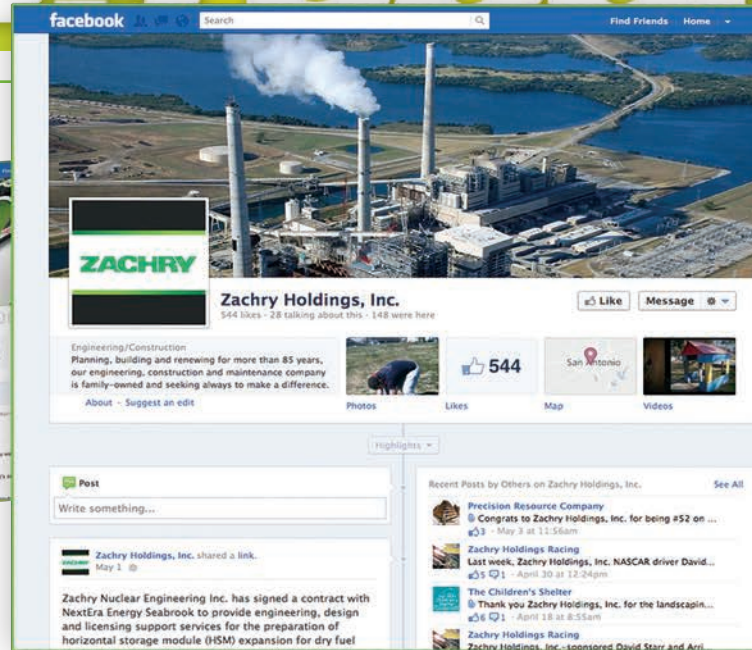 facebook
Search
Find Friends Home
ZACHRY
Zachry Holdings, Inc.
544 likes · 28 talking about this · 148 were here
Like
Message
Engineering/Construction
Planning, building and renewing for more than 85 years,
our engineering, construction and maintenance company
is family-owned and seeking always to make a difference.
About · Suggest an edit
544
San Antonio
Photos
Likes
Map
Videos
Highlights
Post
Write something...
Zachry Holdings, Inc. shared a link.
May 1
Zachry Nuclear Engineering Inc. has signed a contract with
NextEra Energy Seabrook to provide engineering, design
and licensing support services for the preparation of
horizontal storage module (HSM) expansion for dry fuel
Recent Posts by Others on Zachry Holdings, Inc.
See All
Precision Resource Company
Congrats to Zachry Holdings, Inc. for being #52 on ...
3 · May 3 at 11:56am
Zachry Holdings Racing
Last week, Zachry Holdings, Inc. NASCAR driver David...
5 1 · April 30 at 12:24pm
The Children's Shelter
Thank you Zachry Holdings, Inc. for the landscapin...
6 1 · April 18 at 8:55am
Zachry Holdings Racing
Zachry Holdings, Inc.-sponsored David Starr and Arri...